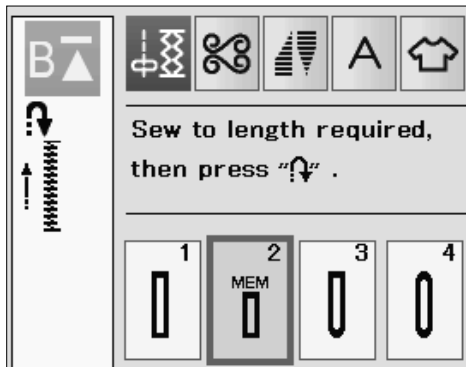 B
A
Sew to length required,
then press “ ” .
1 2 3 4
MEM